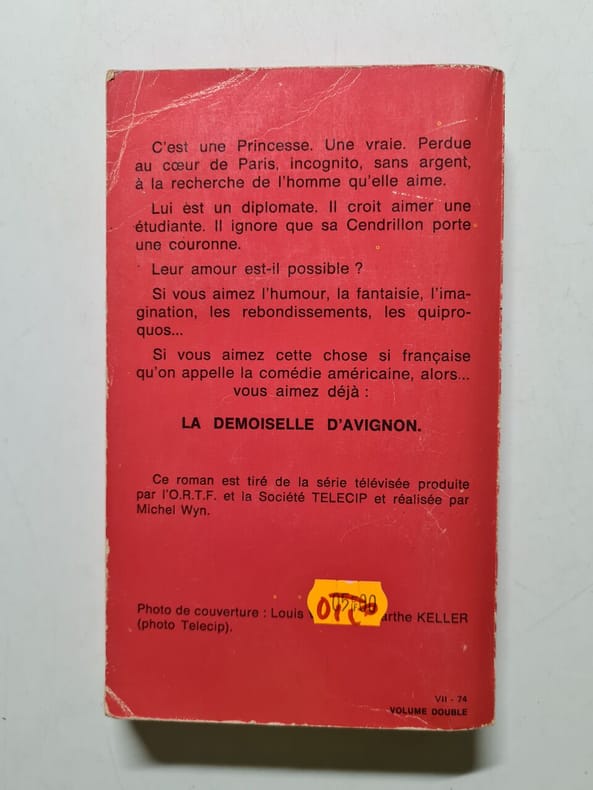 C'est une Princesse. Une vraie. Perdue
au cœur de Paris, incognito, sans argent,
à la recherche de l'homme qu'elle aime.
Lui est un diplomate. Il croit aimer une
étudiante. Il ignore que sa Cendrillon porte
une couronne.
Leur amour est-il possible ?
Si vous aimez l'humour, la fantaisie, l'ima-
gination, les rebondissements, les quipro-
quos...
Si vous aimez cette chose si française
qu'on appelle la comédie américaine, alors...
vous aimez déjà :
LA DEMOISELLE D'AVIGNON.
Ce roman est tiré de la série télévisée produite
par l'O.R.T.F. et la Société TELECIP et réalisée par
Michel Wyn.
Photo de couverture : Louis arthe KELLER
(photo Telecip).
VII - 74
VOLUME DOUBLE